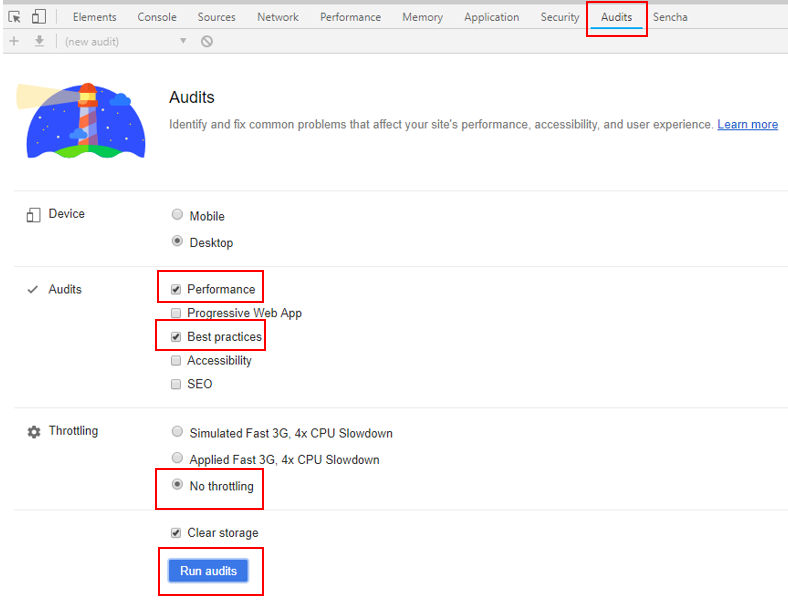 Elements Console Sources Network Performance Memory Application Security Audits Sencha
(new audit)
Audits
Identify and fix common problems that affect your site's performance, accessibility, and user experience. Learn more
Device
Mobile
Desktop
Audits
Performance
Progressive Web App
Best practices
Accessibility
SEO
Throttling
Simulated Fast 3G, 4x CPU Slowdown
Applied Fast 3G, 4x CPU Slowdown
No throttling
Clear storage
Run audits